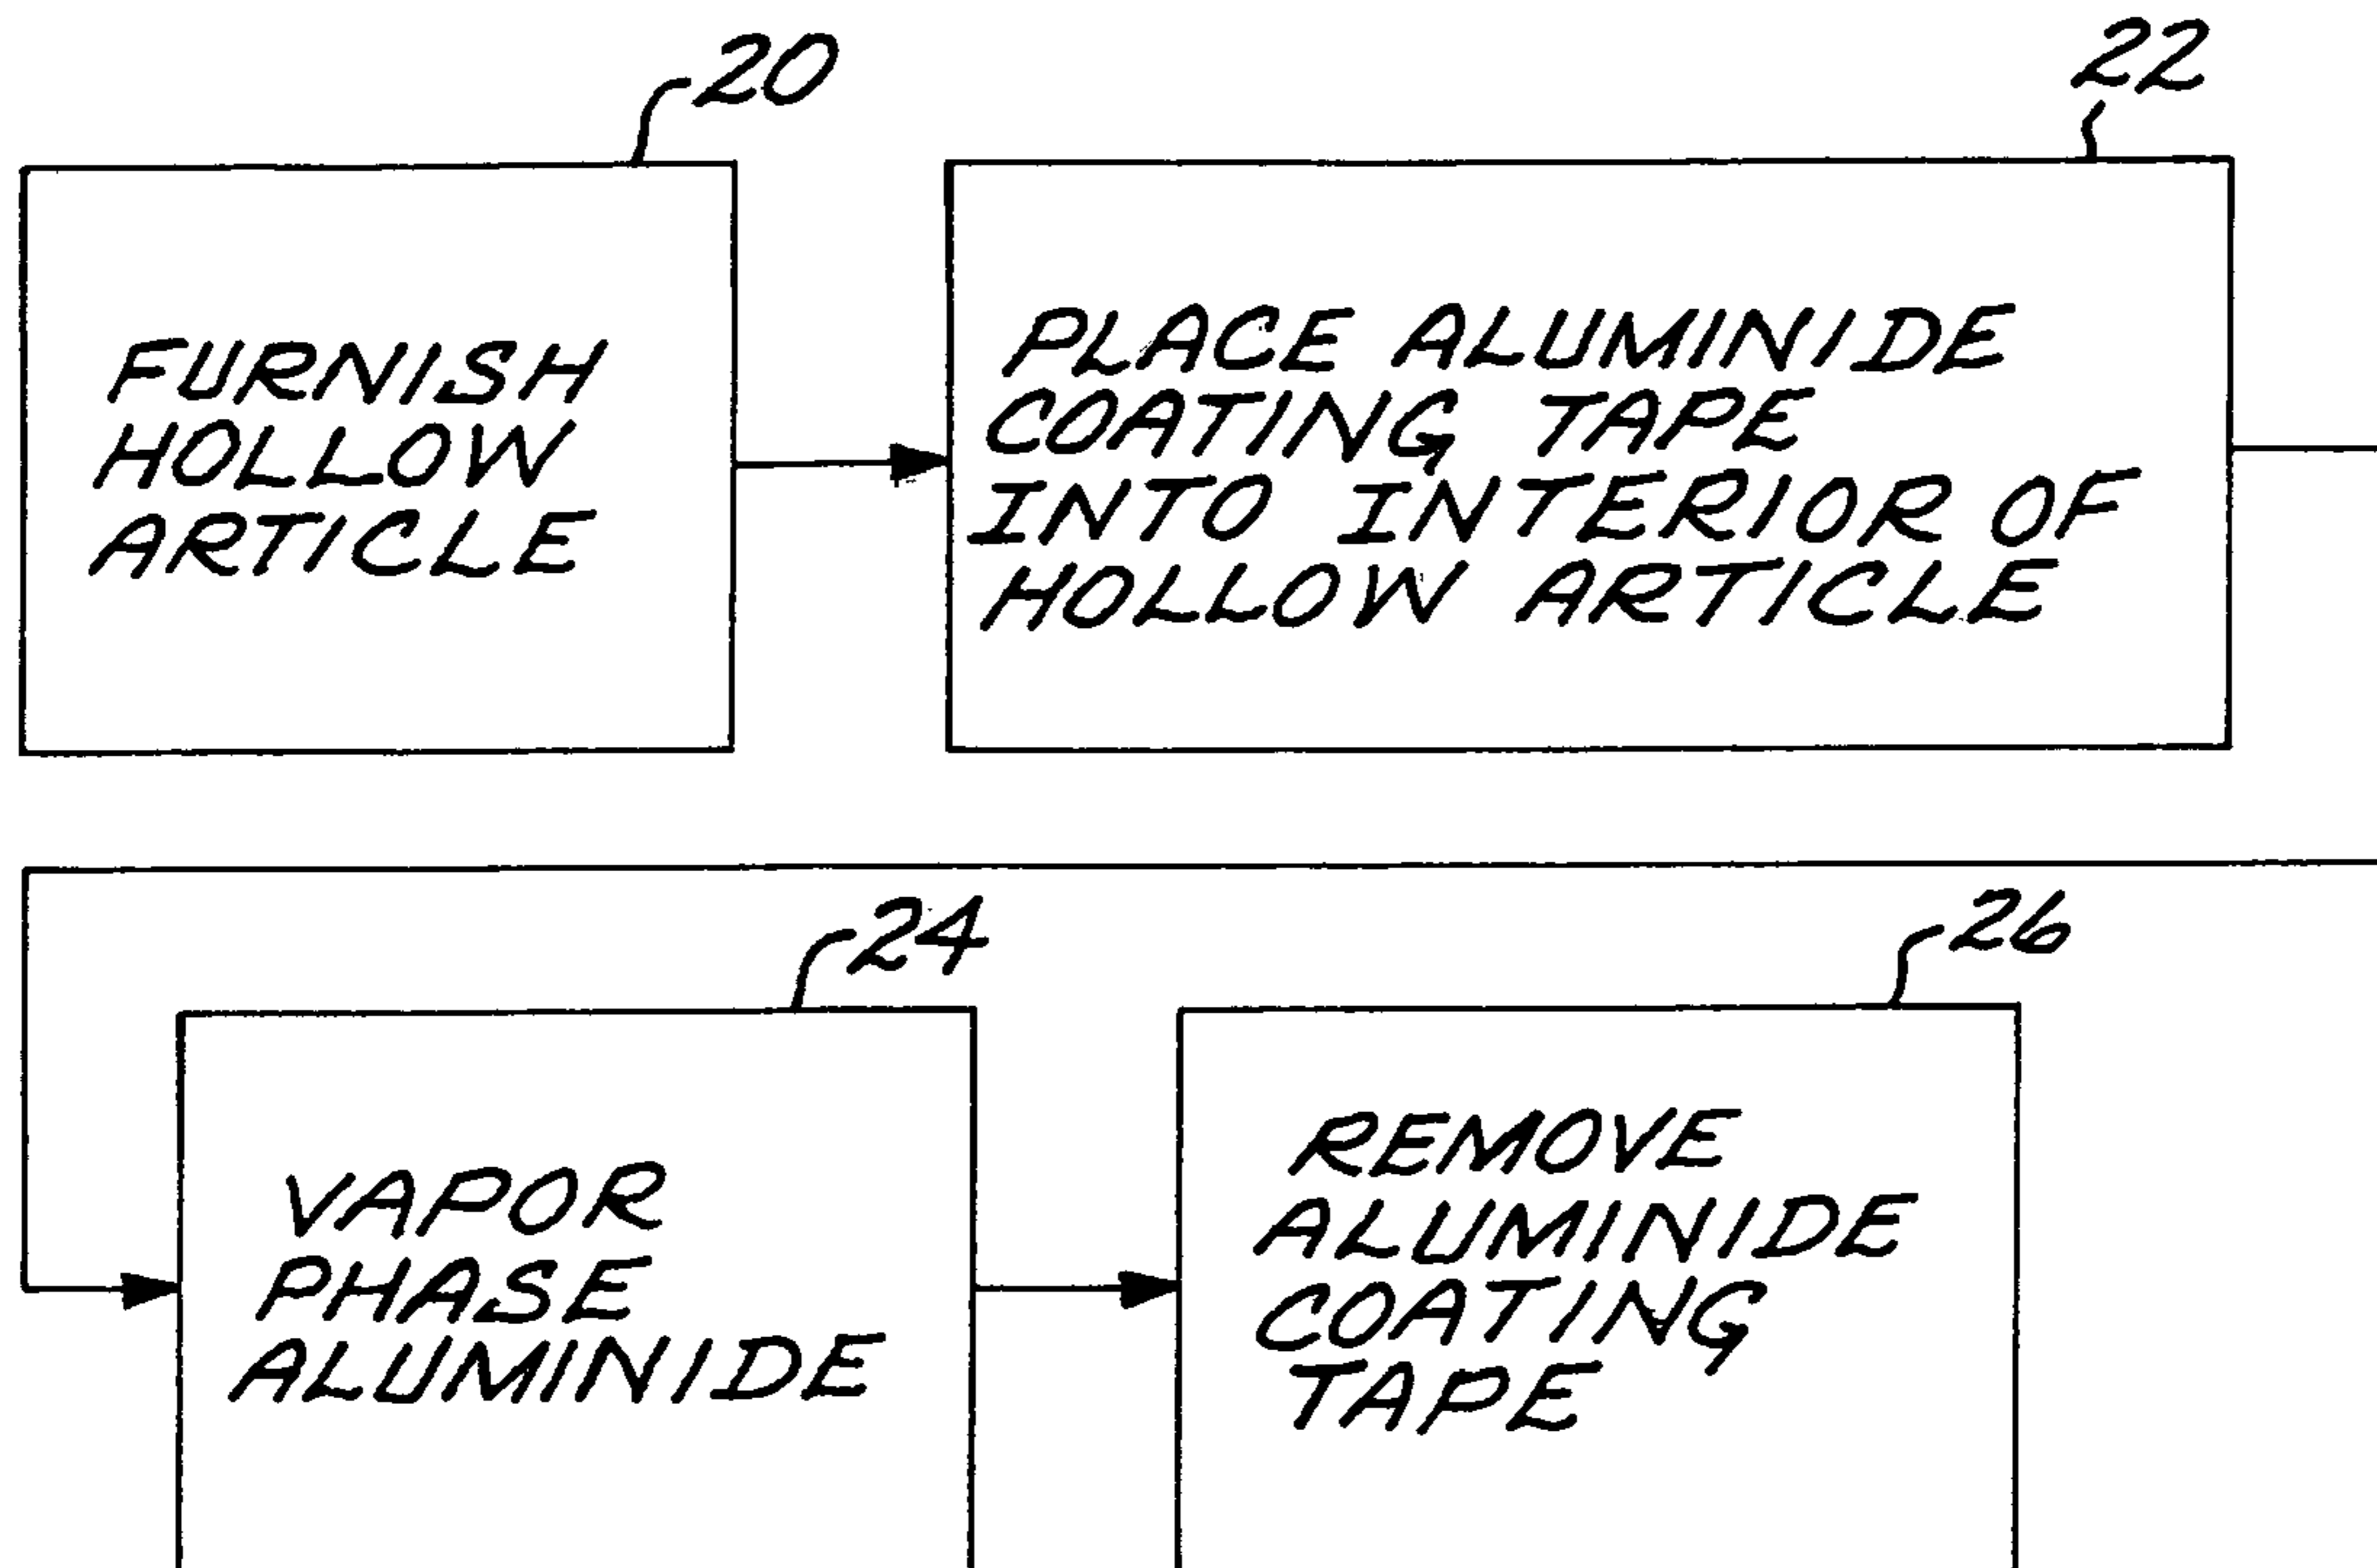 20
22
FURNISH
HOLLOW
ARTICLE
PLACE ALUMINIDE
COATING TAPE
INTO INTERIOR OF
HOLLOW ARTICLE
24
26
VAPOR
PHASE
ALUMINIDE
REMOVE
ALUMINIDE
COATING
TAPE